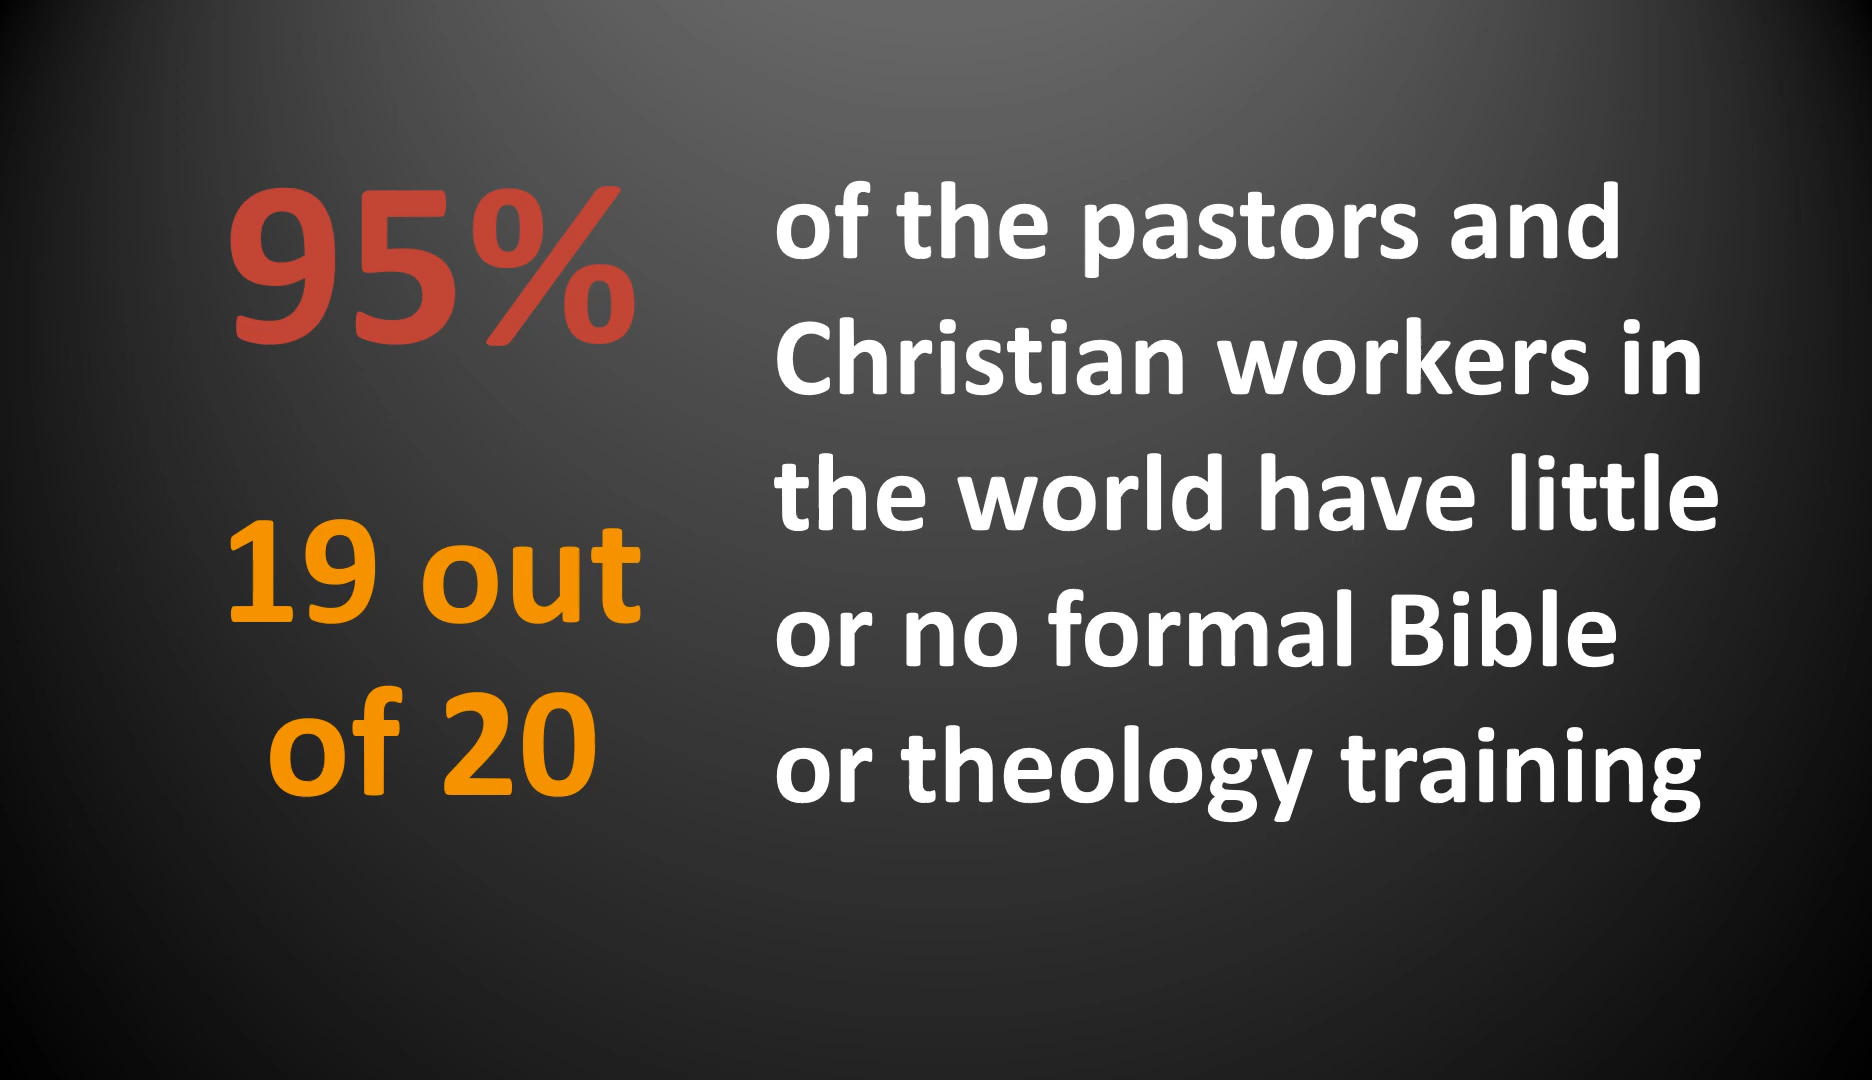 95%
19 out
of 20
of the pastors and
Christian workers in
the world have little
or no formal Bible
or theology training